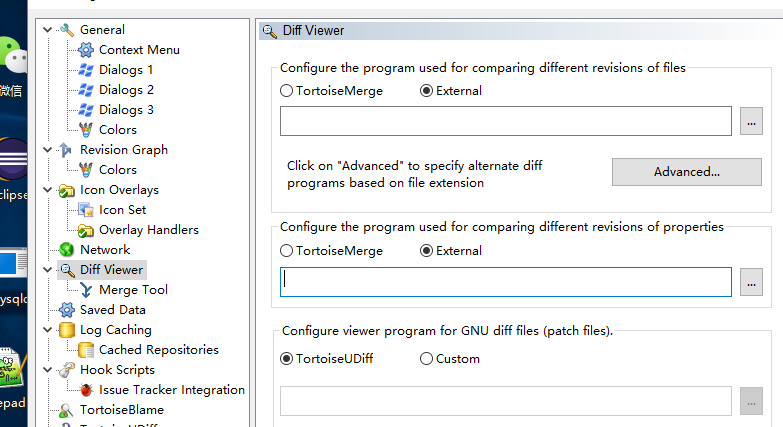 微信
clipse
ysqlc
epad
General
Context Menu
Dialogs 1
Dialogs 2
Dialogs 3
Colors
Revision Graph
Colors
Icon Overlays
Icon Set
Overlay Handlers
Network
Diff Viewer
Merge Tool
Saved Data
Log Caching
Cached Repositories
Hook Scripts
Issue Tracker Integration
TortoiseBlame
TortoiseUDiff
Diff Viewer
Configure the program used for comparing different revisions of files
TortoiseMerge External
...
Click on "Advanced" to specify alternate diff
programs based on file extension
Advanced...
Configure the program used for comparing different revisions of properties
TortoiseMerge External
...
Configure viewer program for GNU diff files (patch files).
TortoiseUDiff Custom
...